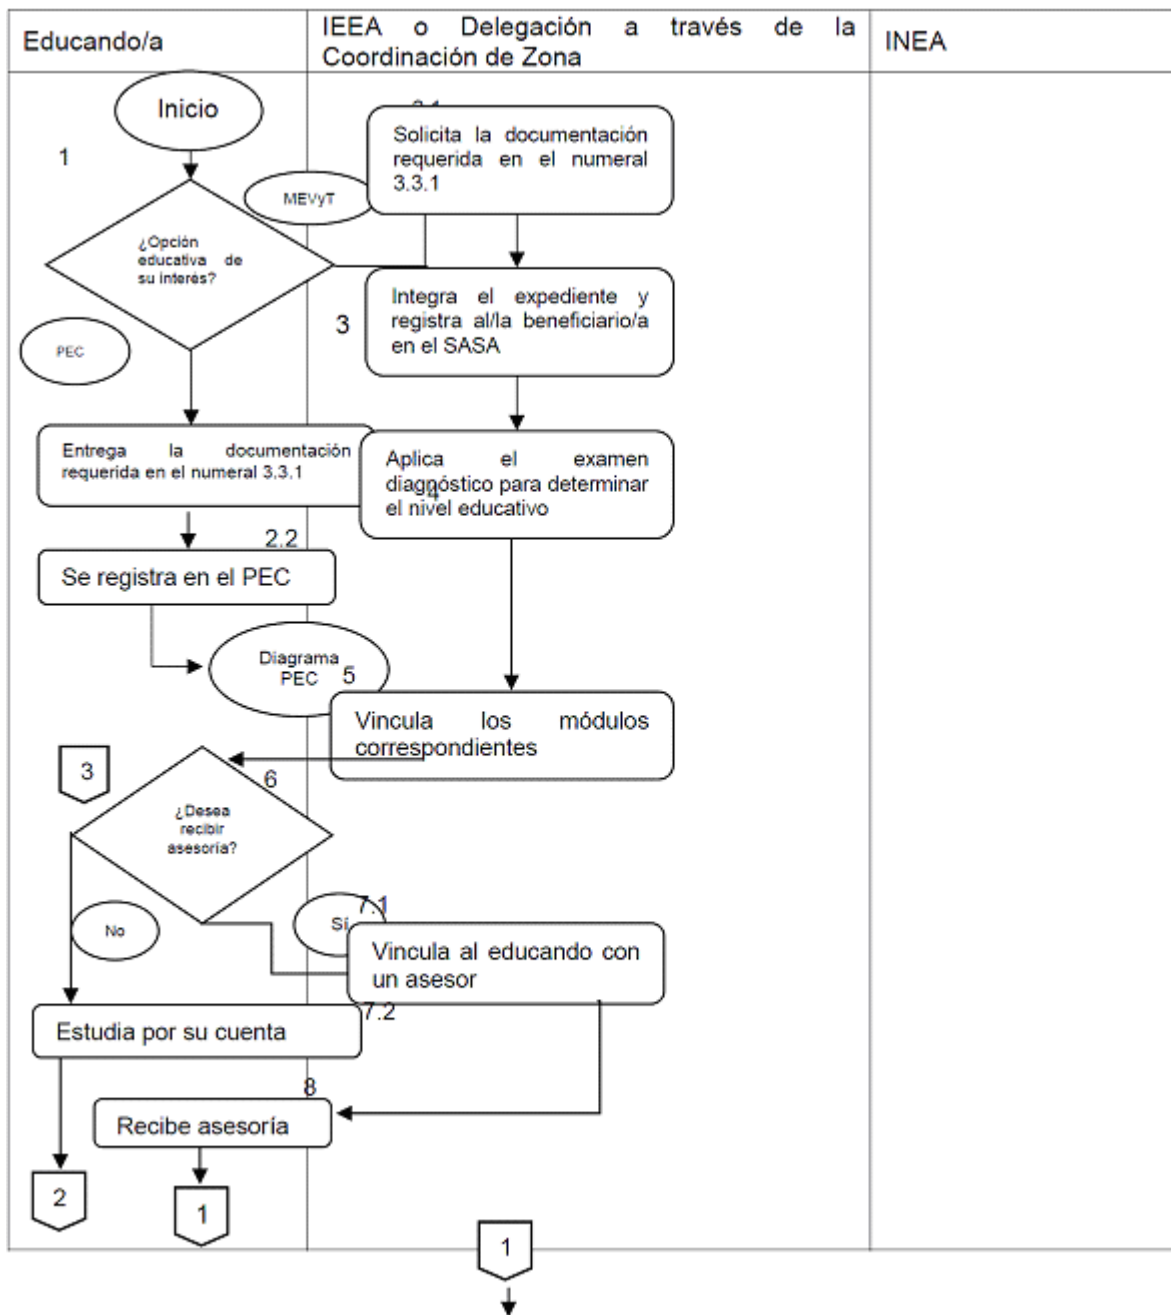 Educando/a
IEEA o Delegación a través de la
Coordinación de Zona
INEA
Inicio
1
Solicita la documentación
requerida en el numeral
3.3.1
MEVyT
¿Opción
educativa de
su interés?
Integra el expediente y
registra al/la beneficiario/a
en el SASA
3
PEC
Entrega la documentación
requerida en el numeral 3.3.1
Aplica el examen
diagnóstico para determinar
el nivel educativo
4
2.2
Se registra en el PEC
Diagrama
PEC
5
Vincula los módulos
correspondientes
3
6
¿Desea
recibir
asesoría?
No
Sí
7.1
Vincula al educando con
un asesor
7.2
Estudia por su cuenta
8
Recibe asesoría
2
1
1